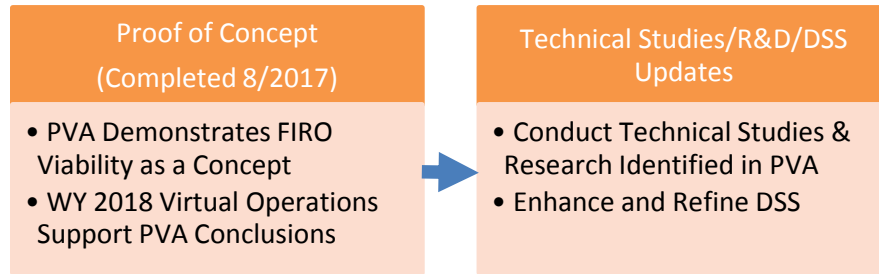 Proof of Concept
(Completed 8/2017)
• PVA Demonstrates FIRO
Viability as a Concept
• WY 2018 Virtual Operations
Support PVA Conclusions
Technical Studies/R&D/DSS
Updates
• Conduct Technical Studies &
Research Identified in PVA
• Enhance and Refine DSS